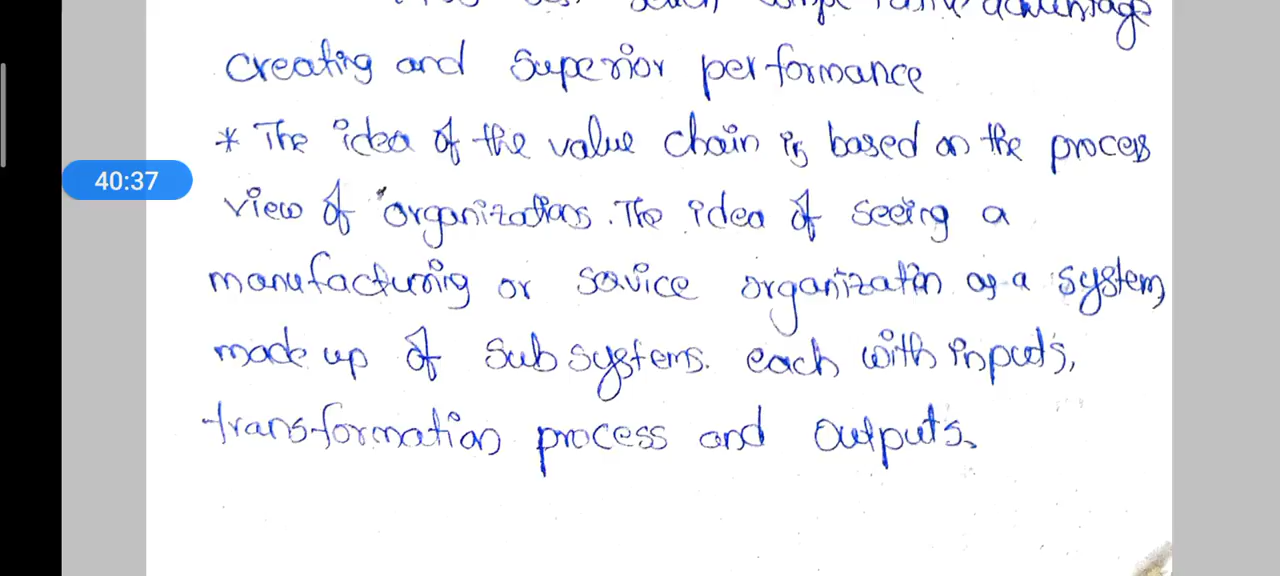 advantage
creating and superior performance
* The idea of the value chain is based on the process
40:37
view of organizations. The idea of seeing a
manufacturing or service organization as a system,
made up of subsystems. each with inputs,
transformation process and outputs.